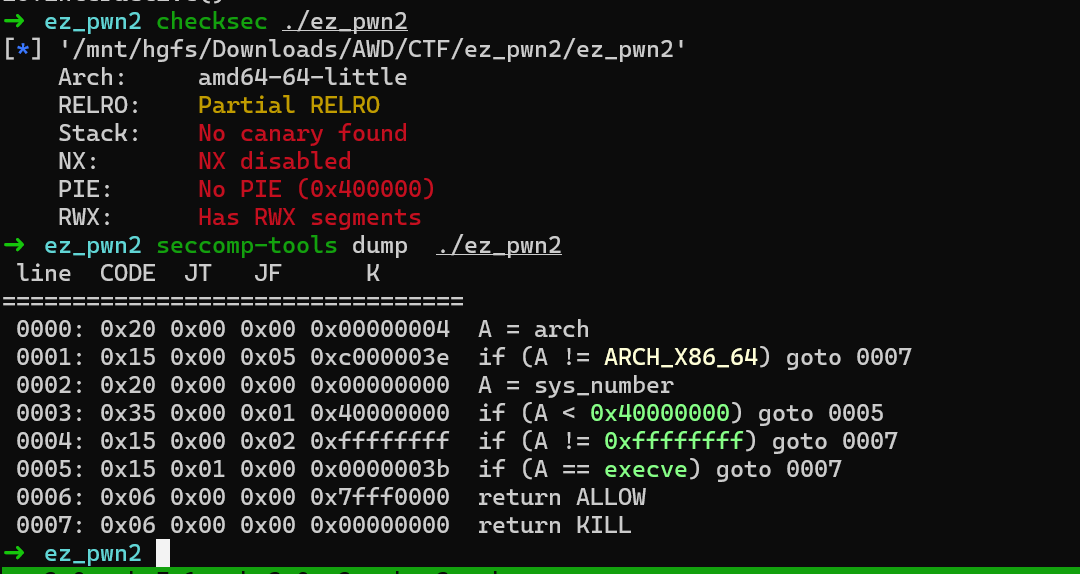 → ez_pwn2 checksec ./ez_pwn2
[*] '/mnt/hgfs/Downloads/AWD/CTF/ez_pwn2/ez_pwn2'
    Arch:     amd64-64-little
    RELRO:    Partial RELRO
    Stack:    No canary found
    NX:       NX disabled
    PIE:      No PIE (0x400000)
    RWX:      Has RWX segments
→ ez_pwn2 seccomp-tools dump  ./ez_pwn2
 line  CODE  JT   JF      K
=================================
 0000: 0x20 0x00 0x00 0x00000004  A = arch
 0001: 0x15 0x00 0x05 0xc000003e  if (A != ARCH_X86_64) goto 0007
 0002: 0x20 0x00 0x00 0x00000000  A = sys_number
 0003: 0x35 0x00 0x01 0x40000000  if (A < 0x40000000) goto 0005
 0004: 0x15 0x00 0x02 0xffffffff  if (A != 0xffffffff) goto 0007
 0005: 0x15 0x01 0x00 0x0000003b  if (A == execve) goto 0007
 0006: 0x06 0x00 0x00 0x7fff0000  return ALLOW
 0007: 0x06 0x00 0x00 0x00000000  return KILL
→ ez_pwn2